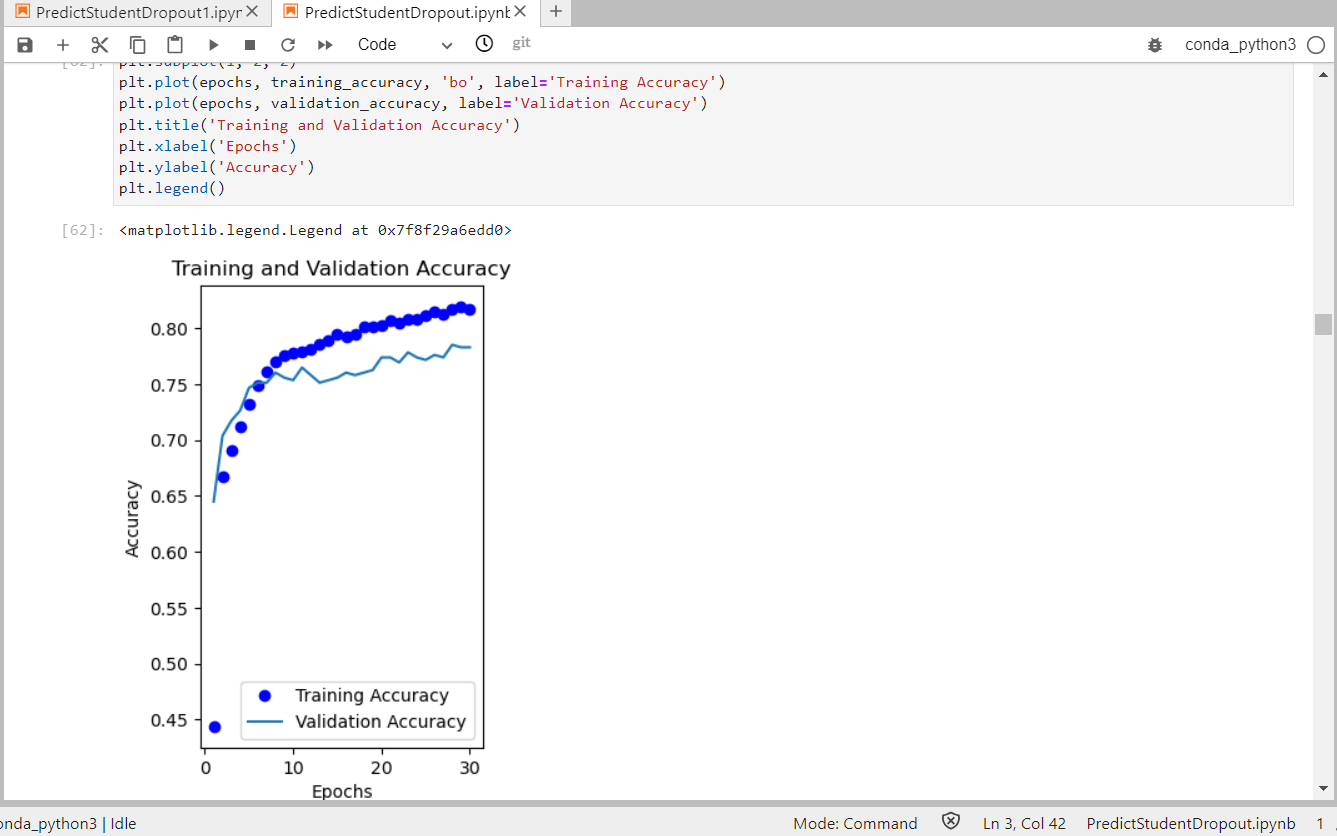 PredictStudentDropout1.ipyr
PredictStudentDropout.ipynb
Code
git
conda_python3
[62]:
plt.subplot(1, 2, 2)
plt.plot(epochs, training_accuracy, 'bo', label='Training Accuracy')
plt.plot(epochs, validation_accuracy, label='Validation Accuracy')
plt.title('Training and Validation Accuracy')
plt.xlabel('Epochs')
plt.ylabel('Accuracy')
plt.legend()
[62]: <matplotlib.legend.Legend at 0x7f8f29a6edd0>
Training and Validation Accuracy
0.80
0.75
0.70
0.65
0.60
0.55
0.50
0.45
Accuracy
Training Accuracy
Validation Accuracy
0 10 20 30
Epochs
onda_python3 | Idle
Mode: Command
Ln 3, Col 42
PredictStudentDropout.ipynb
1